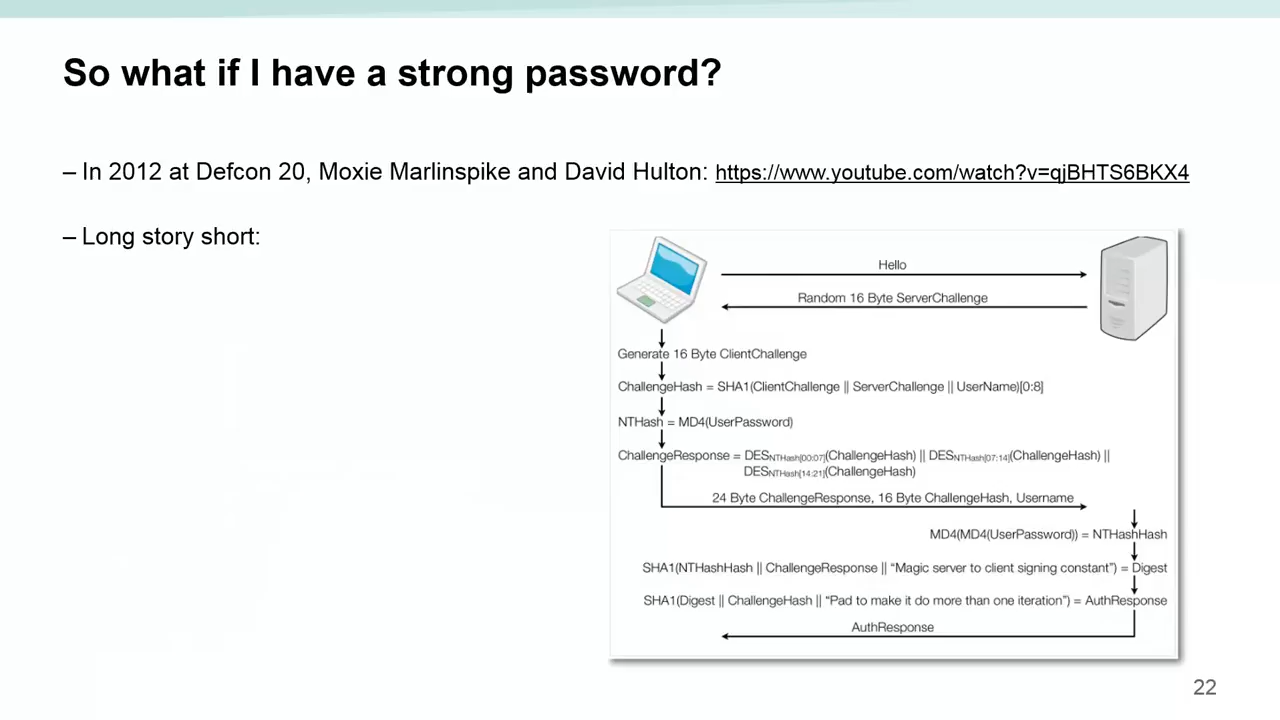 So what if I have a strong password?
– In 2012 at Defcon 20, Moxie Marlinspike and David Hulton: https://www.youtube.com/watch?v=qjBHTS6BKX4
– Long story short:
Hello
Random 16 Byte ServerChallenge
Generate 16 Byte ClientChallenge
ChallengeHash = SHA1(ClientChallenge || ServerChallenge || UserName)[0:8]
NTHash = MD4(UserPassword)
ChallengeResponse = DESNTHash[00:07](ChallengeHash) || DESNTHash[07:14](ChallengeHash) ||
DESNTHash[14:21](ChallengeHash)
24 Byte ChallengeResponse, 16 Byte ChallengeHash, Username
MD4(MD4(UserPassword)) = NTHashHash
SHA1(NTHashHash || ChallengeResponse || “Magic server to client signing constant”) = Digest
SHA1(Digest || ChallengeHash || “Pad to make it do more than one iteration”) = AuthResponse
AuthResponse
22